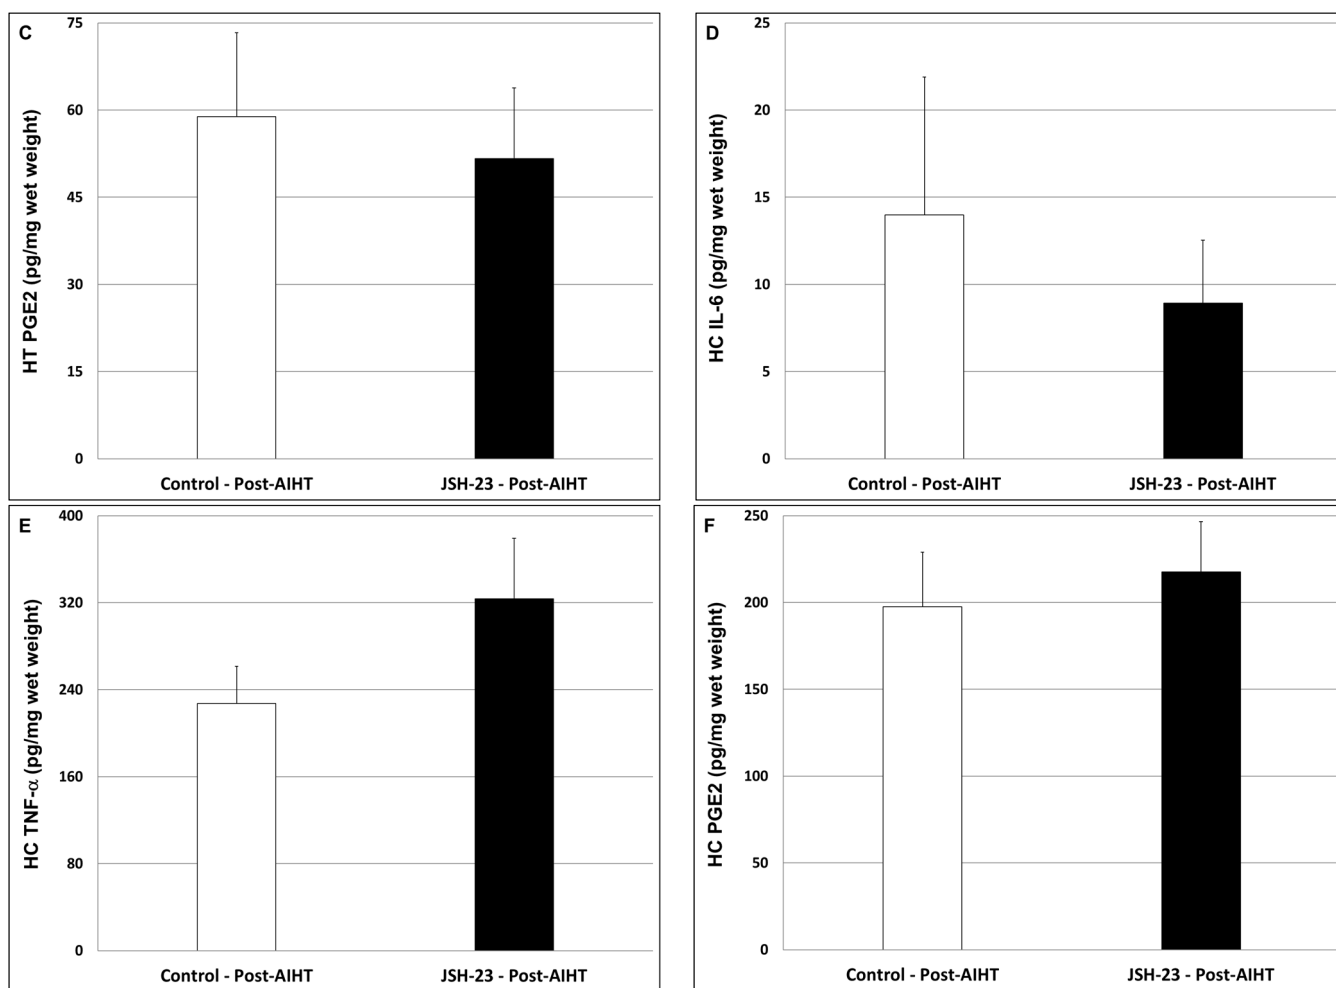 C
HT PGE2 (pg/mg wet weight)
75
60
45
30
15
0
Control - Post-AIHT
JSH-23 - Post-AIHT
D
HC IL-6 (pg/mg wet weight)
25
20
15
10
5
0
Control - Post-AIHT
JSH-23 - Post-AIHT
E
HC TNF-α (pg/mg wet weight)
400
320
240
160
80
0
Control - Post-AIHT
JSH-23 - Post-AIHT
F
HC PGE2 (pg/mg wet weight)
250
200
150
100
50
0
Control - Post-AIHT
JSH-23 - Post-AIHT